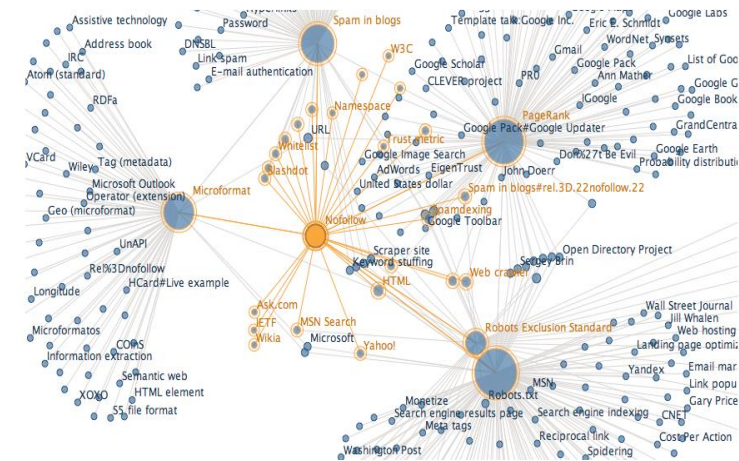 Assistive technology
Password
Spam in blogs
Template talk:Google Inc.
Eric E. Schmidt
Google Labs
Address book
DNSBL
W3C
WordNet
Synsets
IRC
Link spam
Google Scholar
Gmail
List of Goo
Atom (standard)
E-mail authentication
CLEVER project
PR0
Google Pack
Ann Mather
Google G
RDFa
Namespace
IGoogle
Google Book
PageRank
URL
Google Pack#Google Updater
GrandCentra
Whitelist
Trust metric
VCard
Tag (metadata)
Google Image Search
Don%27t Be Evil
Google Earth
Wiley
Slashdot
AdWords
EigenTrust
John Doerr
Probability distributi
Microsoft Outlook
Microformat
United States dollar
Spam in blogs#rel.3D.22nofollow.22
Operator (extension)
Geo (microformat)
Nofollow
Spamdexing
Google Toolbar
UnAPI
Scraper site
Open Directory Project
Keyword stuffing
Sergey Brin
Rel%3Dnofollow
Web crawler
HCard#Live example
HTML
Longitude
Ask.com
Wall Street Journal
IETF
MSN Search
Robots Exclusion Standard
Jill Whalen
Microformatos
Wikia
Microsoft
Web hosting
COinS
Yahoo!
Landing page optimiz
Information extraction
Semantic web
MSN
Yandex
Email mar
XOXO
HTML element
Robots.txt
Link popu
S5 file format
Monetize
Gary Price
Search engine results page
Search engine indexing
CNET
Meta tags
Reciprocal link
Cost Per Action
Washington Post
Spidering